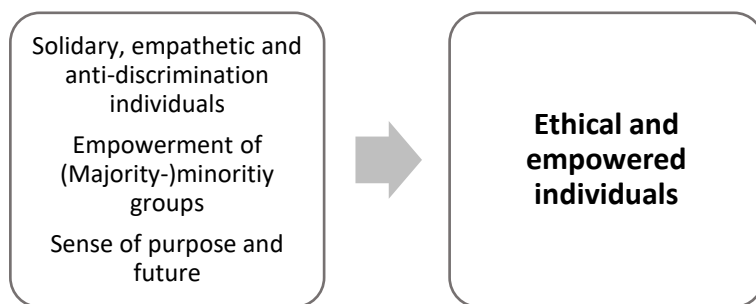 Solidary, empathetic and
anti-discrimination
individuals
Empowerment of
(Majority-)minoritiy
groups
Sense of purpose and
future
Ethical and
empowered
individuals